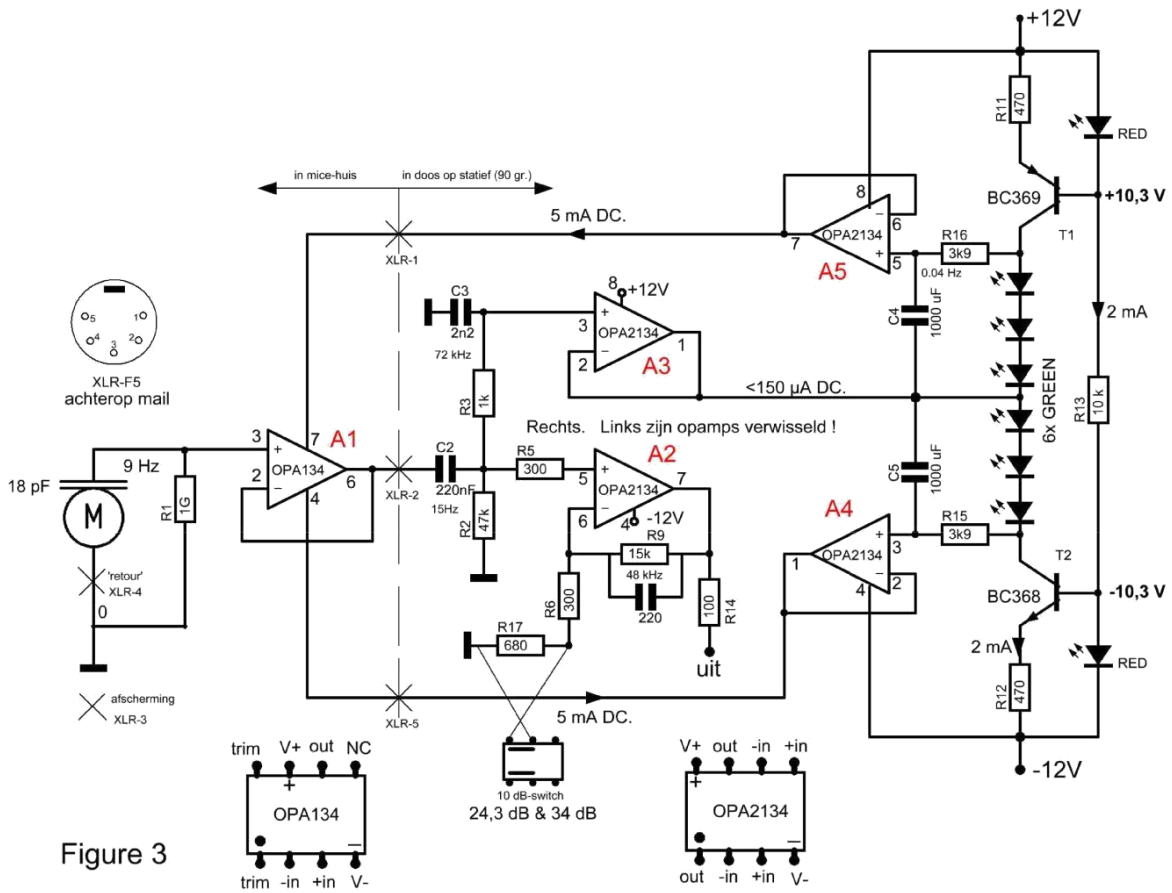 +12V
R11
470
RED
in mice-huis
in doos op statief (90 gr.)
8
BC369
+10,3 V
5 mA DC.
7
OPA2134
−
6
+
5
R16
3k9
T1
XLR-1
A5
0.04 Hz
C3
2n2
8
+12V
C4
1000 uF
2 mA
5
1
4
2
3
72 kHz
3
+
OPA2134
1
2
−
A3
XLR-F5
achterop mail
R3
1k
<150 µA DC.
6x GREEN
R13
10 k
Rechts. Links zijn opamps verwisseld !
9 Hz
3
+
7
A1
C2
R5
A2
18 pF
R1
1G
2
−
OPA134
6
4
XLR-2
220nF
15Hz
300
+
5
OPA2134
7
C5
1000 uF
M
R2
47k
6
−
4
-12V
A4
R15
R9
15k
OPA2134
+
3
3k9
T2
'retour'
XLR-4
48 kHz
1
−
2
4
-10,3 V
0
R6
300
220
R14
100
BC368
R17
680
2 mA
RED
uit
R12
470
afscherming
XLR-3
XLR-5
5 mA DC.
-12V
trim
V+
out
NC
V+
out
-in
+in
+
OPA134
−
10 dB-switch
24,3 dB & 34 dB
+
OPA2134
−
Figure 3
trim
-in
+in
V-
out
-in
+in
V-